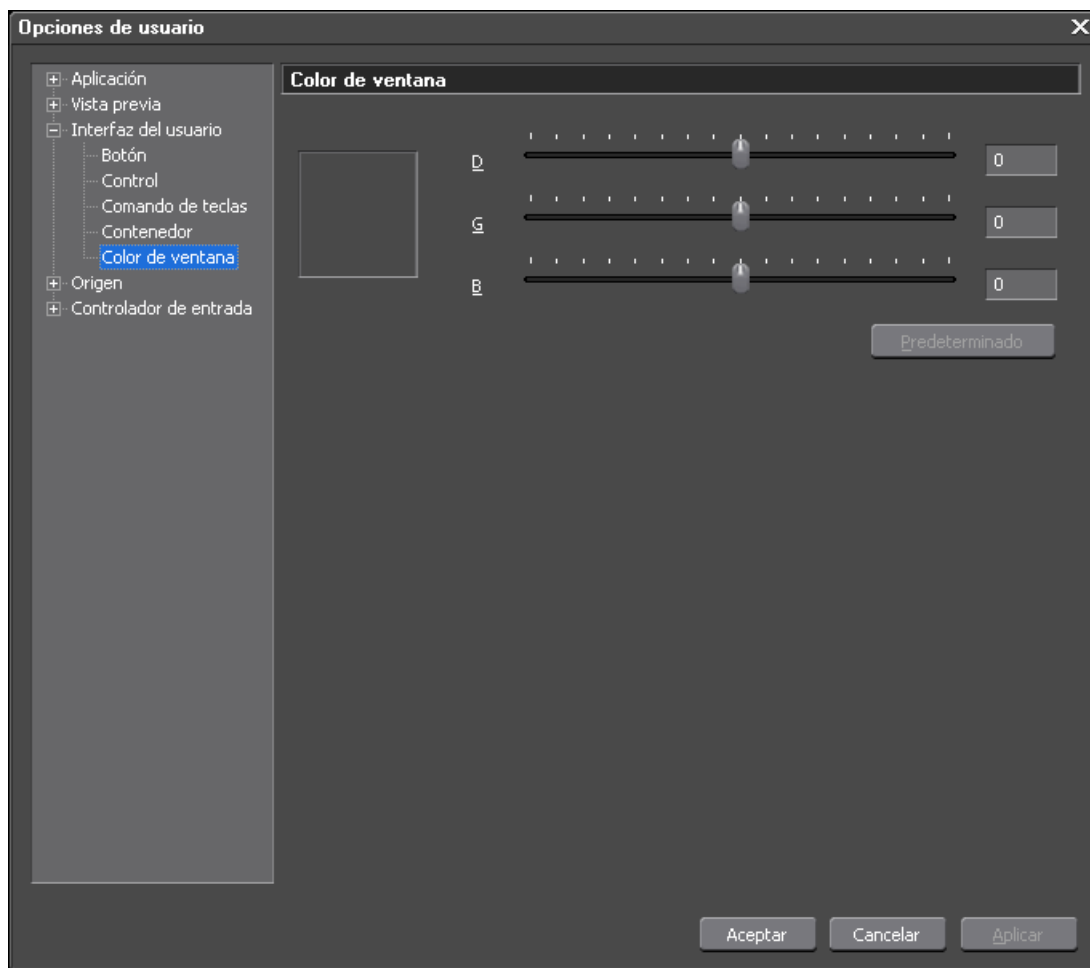 Opciones de usuario
Aplicación
Vista previa
Interfaz del usuario
Botón
Control
Comando de teclas
Contenedor
Color de ventana
Origen
Controlador de entrada
Color de ventana
D 0
G 0
B 0
Predeterminado
Aceptar Cancelar Aplicar